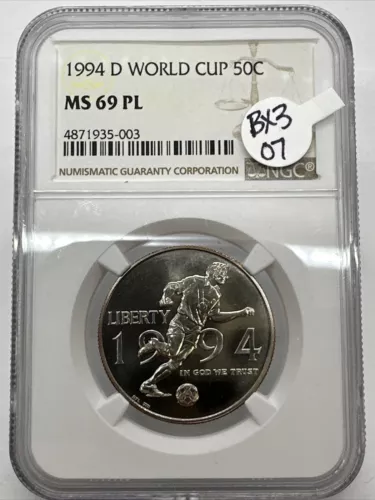 1994 D WORLD CUP 50C
MS 69 PL
4871935-003
NUMISMATIC GUARANTY CORPORATION
NGC®
BX3
07
LIBERTY
1994
IN GOD WE TRUST